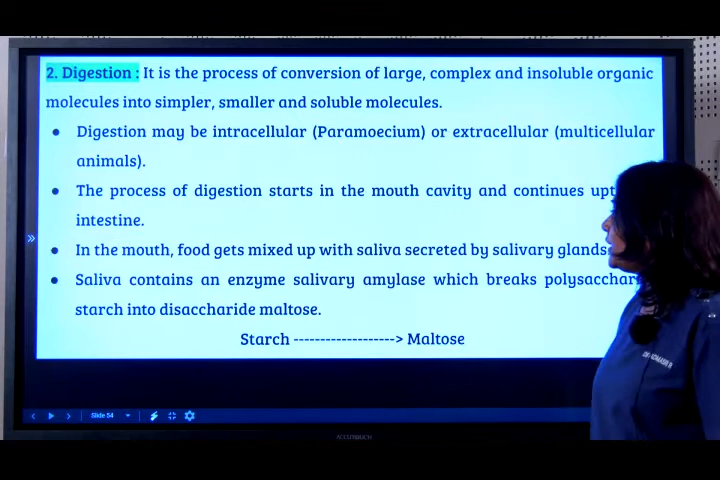 2. Digestion : It is the process of conversion of large, complex and insoluble organic
molecules into simpler, smaller and soluble molecules.
● Digestion may be intracellular (Paramoecium) or extracellular (multicellular
animals).
● The process of digestion starts in the mouth cavity and continues upt
intestine.
● In the mouth, food gets mixed up with saliva secreted by salivary glands
● Saliva contains an enzyme salivary amylase which breaks polysacchar
starch into disaccharide maltose.
Starch -------------------> Maltose
Slide 54